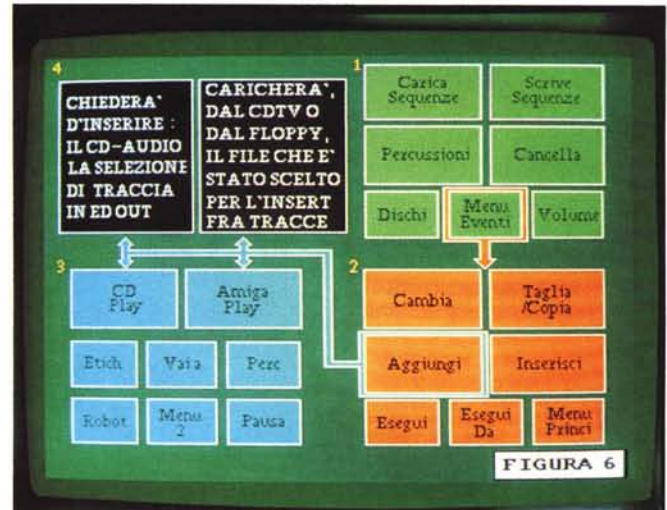 4
CHIEDERA`
D'INSERIRE :
IL CD-AUDIO
LA SELEZIONE
DI TRACCIA
IN ED OUT
CARICHERA`,
DAL CDTV O
DAL FLOPPY,
IL FILE CHE E`
STATO SCELTO
PER L'INSERT
FRA TRACCE
1
Carica
Sequenze
Scrive
Sequenze
Percussioni
Cancella
Dischi
Menu
Eventi
Volume
3
CD
Play
Amiga
Play
Etich
Vai a
Perc
Robot
Menu
2
Pausa
2
Cambia
Taglia
/Copia
Aggiungi
Inserisci
Esegui
Esegui
Da
Menu
Princi
FIGURA 6